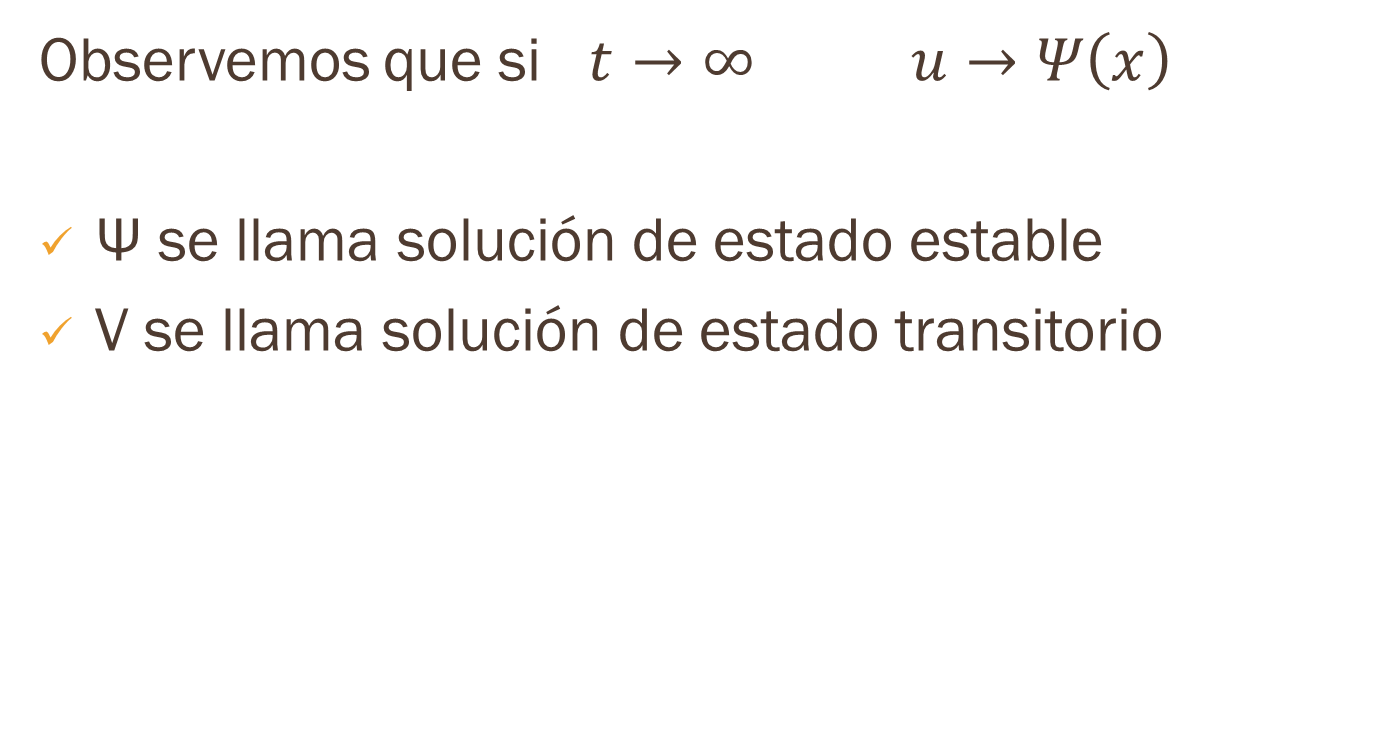 Observemos que si t → ∞ u → Ψ(x)
✓ Ψ se llama solución de estado estable
✓ V se llama solución de estado transitorio